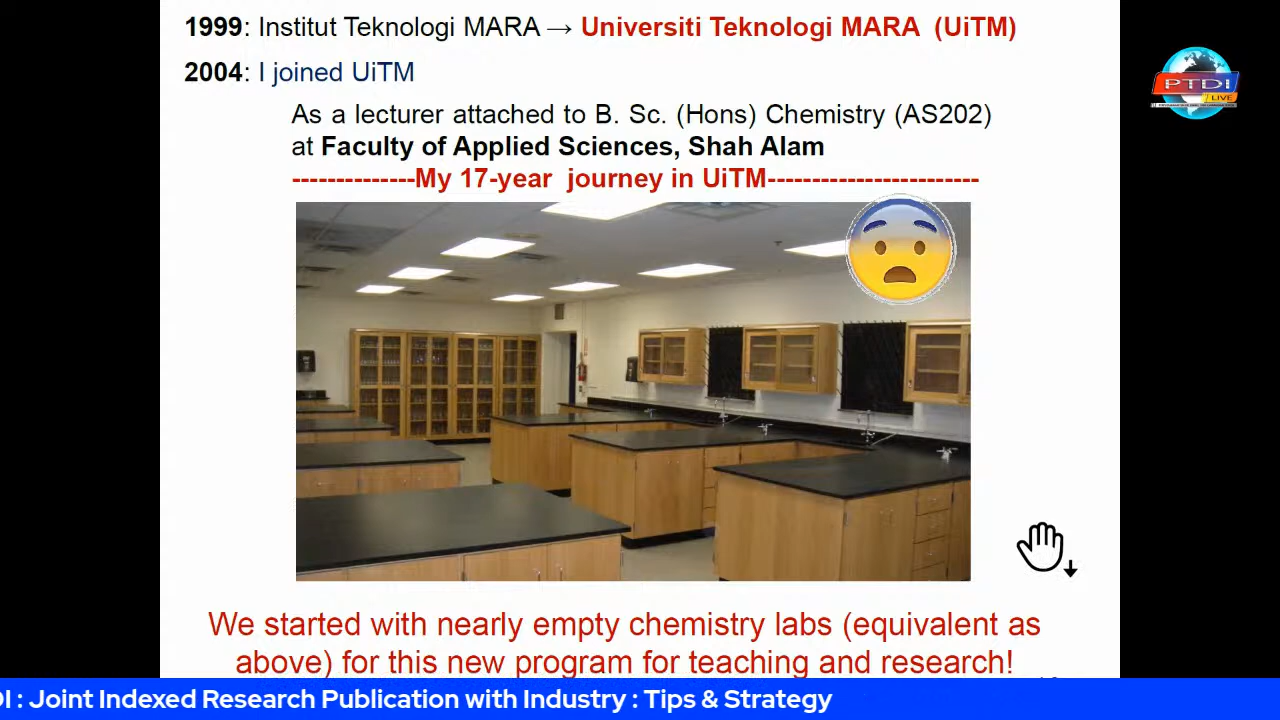 1999: Institut Teknologi MARA → Universiti Teknologi MARA (UiTM)
2004: I joined UiTM
As a lecturer attached to B. Sc. (Hons) Chemistry (AS202)
at Faculty of Applied Sciences, Shah Alam
--------------My 17-year journey in UiTM------------------------
PTDI
LIVE
We started with nearly empty chemistry labs (equivalent as
above) for this new program for teaching and research!
DI : Joint Indexed Research Publication with Industry : Tips & Strategy